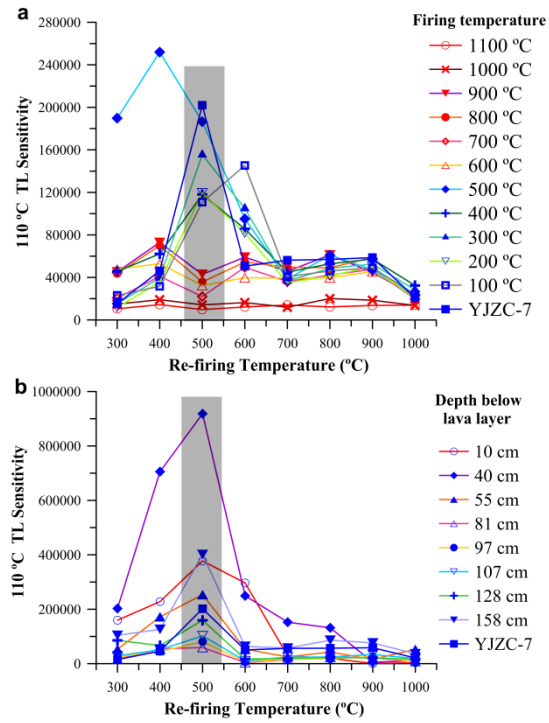 a
Firing temperature
280000
240000
200000
160000
120000
80000
40000
0
110 ºC TL Sensitivity
300 400 500 600 700 800 900 1000
Re-firing Temperature (ºC)
1100 ºC
1000 ºC
900 ºC
800 ºC
700 ºC
600 ºC
500 ºC
400 ºC
300 ºC
200 ºC
100 ºC
YJZC-7
b
Depth below
lava layer
1000000
800000
600000
400000
200000
0
110 ºC TL Sensitivity
300 400 500 600 700 800 900 1000
Re-firing Temperature (ºC)
10 cm
40 cm
55 cm
81 cm
97 cm
107 cm
128 cm
158 cm
YJZC-7